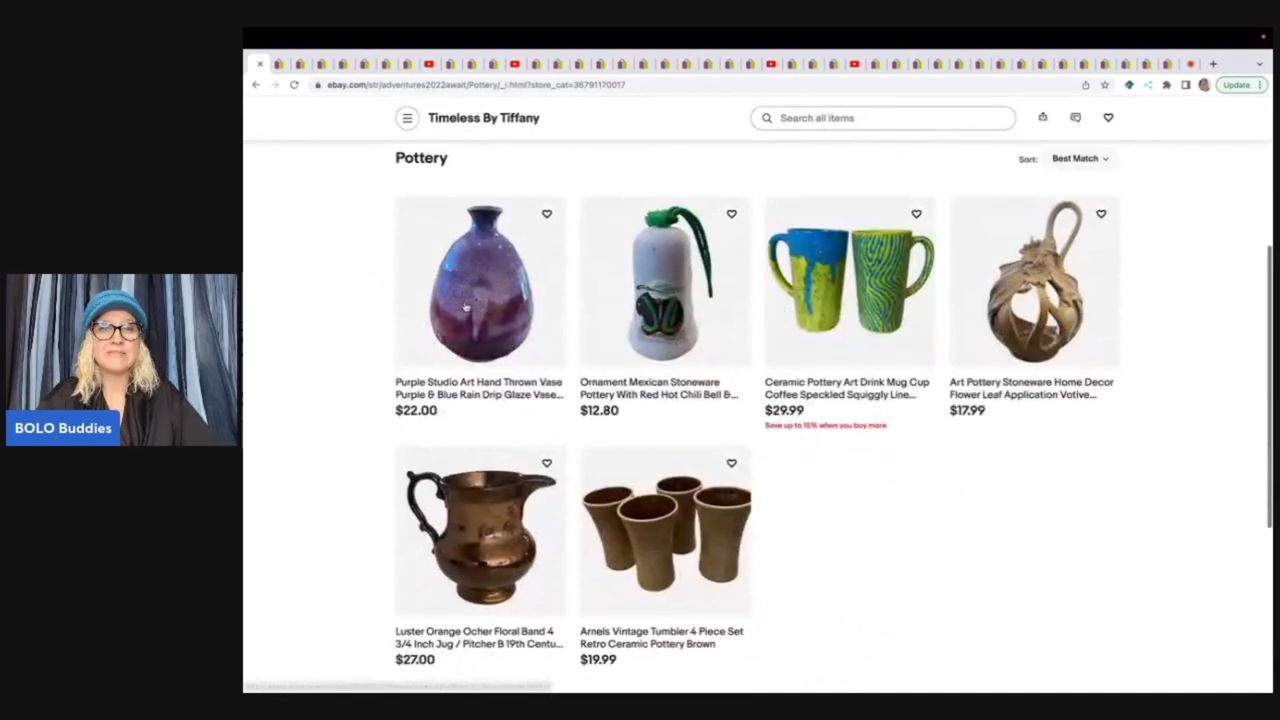 ebay.com/str/adventures2022await/Pottery/_i.html?store_cat=36791170017
Update
Timeless By Tiffany
Search all items
Pottery
Sort: Best Match
Purple Studio Art Hand Thrown Vase
Purple & Blue Rain Drip Glaze Vase...
$22.00
Ornament Mexican Stoneware
Pottery With Red Hot Chili Bell &...
$12.80
Ceramic Pottery Art Drink Mug Cup
Coffee Speckled Squiggly Line...
$29.99
Save up to 15% when you buy more
Art Pottery Stoneware Home Decor
Flower Leaf Application Votive...
$17.99
BOLO Buddies
Luster Orange Ocher Floral Band 4
3/4 Inch Jug / Pitcher B 19th Centu...
$27.00
Arnels Vintage Tumbler 4 Piece Set
Retro Ceramic Pottery Brown
$19.99